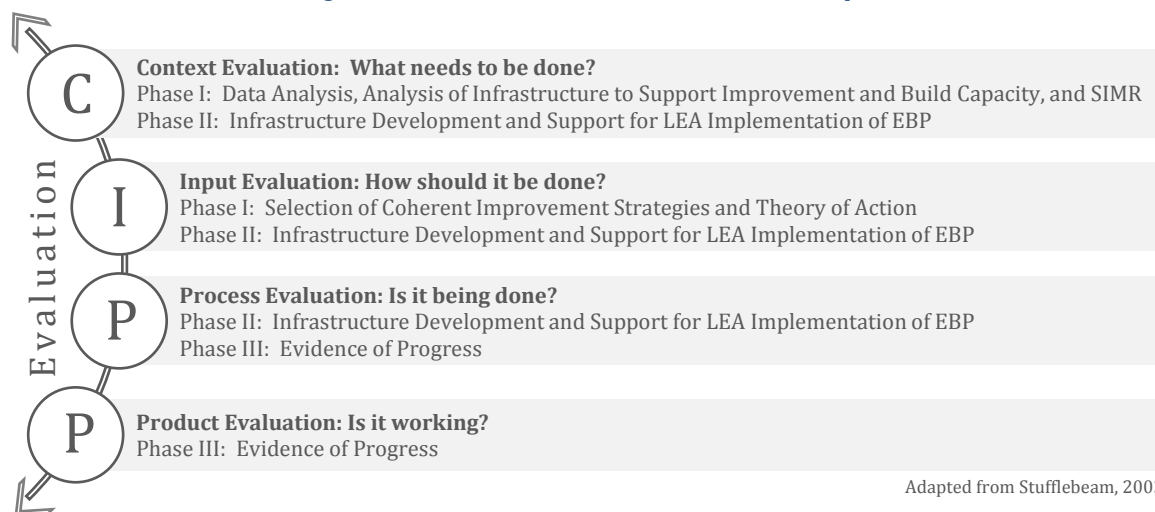 C
Context Evaluation: What needs to be done?
Phase I: Data Analysis, Analysis of Infrastructure to Support Improvement and Build Capacity, and SIMR
Phase II: Infrastructure Development and Support for LEA Implementation of EBP
Evaluation
I
Input Evaluation: How should it be done?
Phase I: Selection of Coherent Improvement Strategies and Theory of Action
Phase II: Infrastructure Development and Support for LEA Implementation of EBP
P
Process Evaluation: Is it being done?
Phase II: Infrastructure Development and Support for LEA Implementation of EBP
Phase III: Evidence of Progress
P
Product Evaluation: Is it working?
Phase III: Evidence of Progress
Adapted from Stufflebeam,